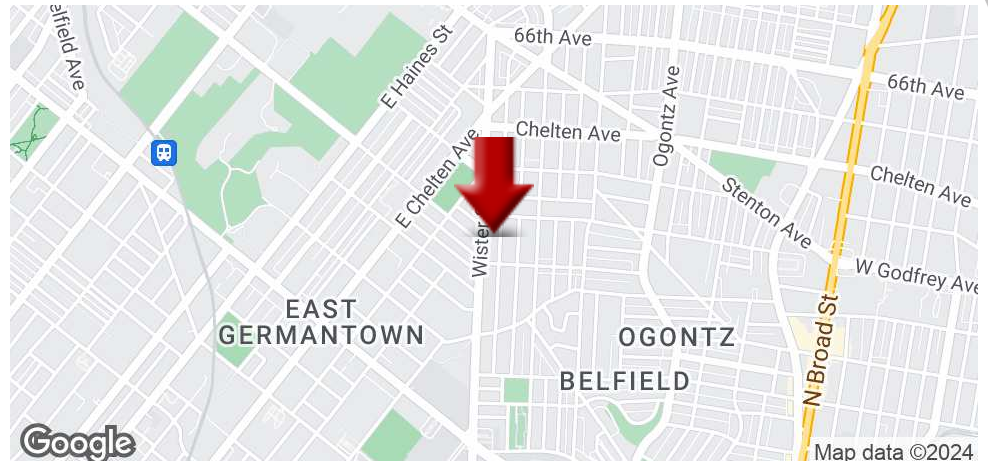 elfield Ave
E Haines St
66th Ave
66th Ave
Ogontz Ave
Chelten Ave
E Chelten Ave
Chelten Ave
Stenton Ave
Wister
W Godfrey Ave
EAST
GERMANTOWN
OGONTZ
BELFIELD
N Broad St
Google
Map data ©2024